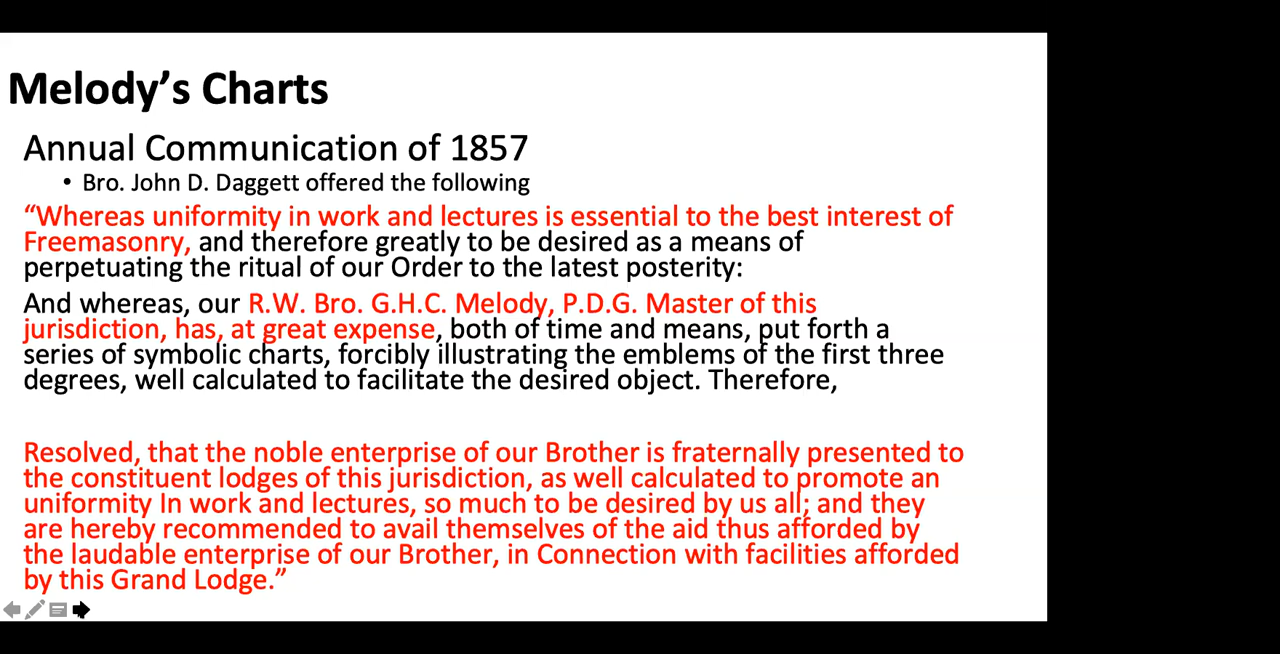 Melody’s Charts
Annual Communication of 1857
• Bro. John D. Daggett offered the following
“Whereas uniformity in work and lectures is essential to the best interest of
Freemasonry, and therefore greatly to be desired as a means of
perpetuating the ritual of our Order to the latest posterity:
And whereas, our R.W. Bro. G.H.C. Melody, P.D.G. Master of this
jurisdiction, has, at great expense, both of time and means, put forth a
series of symbolic charts, forcibly illustrating the emblems of the first three
degrees, well calculated to facilitate the desired object. Therefore,
Resolved, that the noble enterprise of our Brother is fraternally presented to
the constituent lodges of this jurisdiction, as well calculated to promote an
uniformity In work and lectures, so much to be desired by us all; and they
are hereby recommended to avail themselves of the aid thus afforded by
the laudable enterprise of our Brother, in Connection with facilities afforded
by this Grand Lodge.”